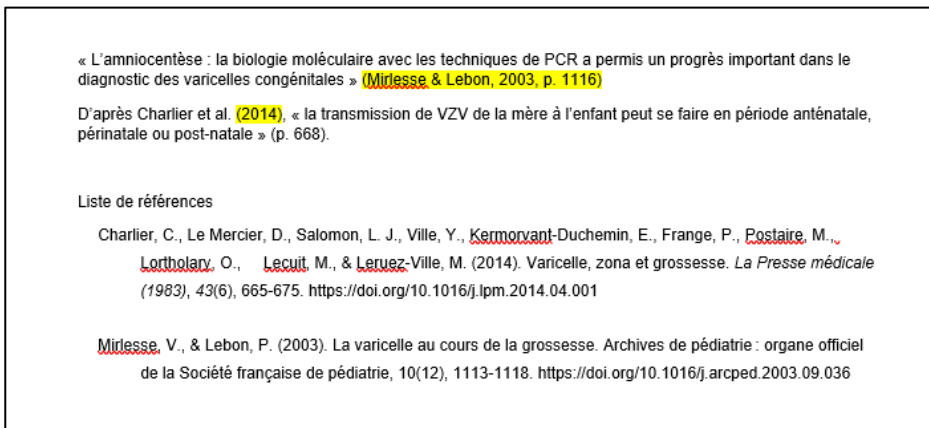 « L’amniocentèse : la biologie moléculaire avec les techniques de PCR a permis un progrès important dans le
diagnostic des varicelles congénitales » (Mirlesse & Lebon, 2003, p. 1116)
D’après Charlier et al. (2014), « la transmission de VZV de la mère à l’enfant peut se faire en période anténatale,
périnatale ou post-natale » (p. 668).
Liste de références
Charlier, C., Le Mercier, D., Salomon, L. J., Ville, Y., Kermorvant-Duchemin, E., Frange, P., Postaire, M.,
Lortholary, O., Lecuit, M., & Leruez-Ville, M. (2014). Varicelle, zona et grossesse. La Presse médicale
(1983), 43(6), 665-675. https://doi.org/10.1016/j.lpm.2014.04.001
Mirlesse, V., & Lebon, P. (2003). La varicelle au cours de la grossesse. Archives de pédiatrie : organe officiel
de la Société française de pédiatrie, 10(12), 1113-1118. https://doi.org/10.1016/j.arcped.2003.09.036